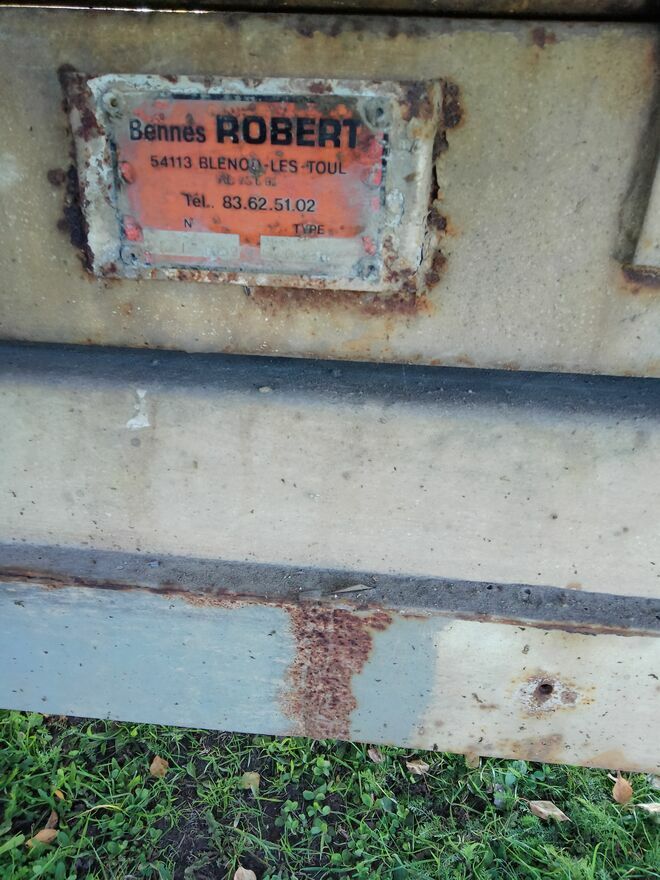 Bennes ROBERT
54113 BLENOD-LES-TOUL
Tél. 83.62.51.02
N° TYPE